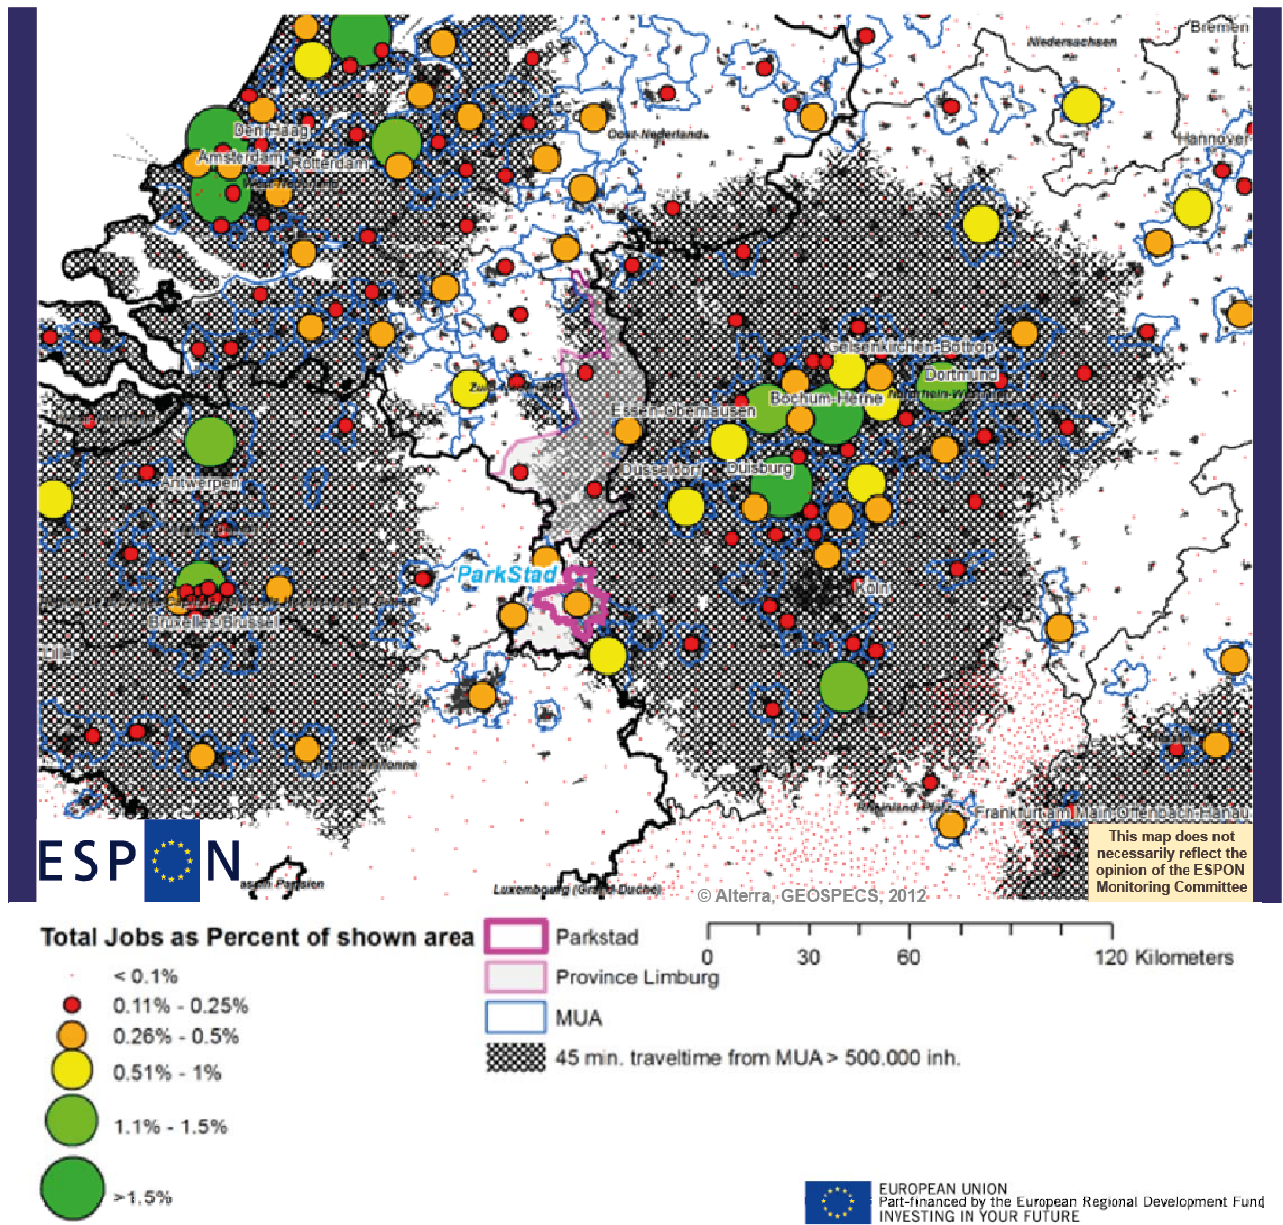 Niedersachsen
Bremen
Den Haag
Oost-Nederland
Hannover
Amsterdam
Rotterdam
Gelsenkirchen-Bottrop
Dortmund
Bochum-Herne
Essen-Oberhausen
Dusseldorf
Duisburg
Antwerpen
ParkStad
Köln
Bruxelles/Brussel
Lille
Frankfurt am Main-Offenbach-Hanau
Luxembourg (Grand-Duché)
ESPON
© Alterra, GEOSPECS, 2012
This map does not
necessarily reflect the
opinion of the ESPON
Monitoring Committee
Total Jobs as Percent of shown area
< 0.1%
0.11% - 0.25%
0.26% - 0.5%
0.51% - 1%
1.1% - 1.5%
>1.5%
Parkstad
Province Limburg
MUA
45 min. traveltime from MUA > 500.000 inh.
0 30 60 120 Kilometers
EUROPEAN UNION
Part-financed by the European Regional Development Fund
INVESTING IN YOUR FUTURE